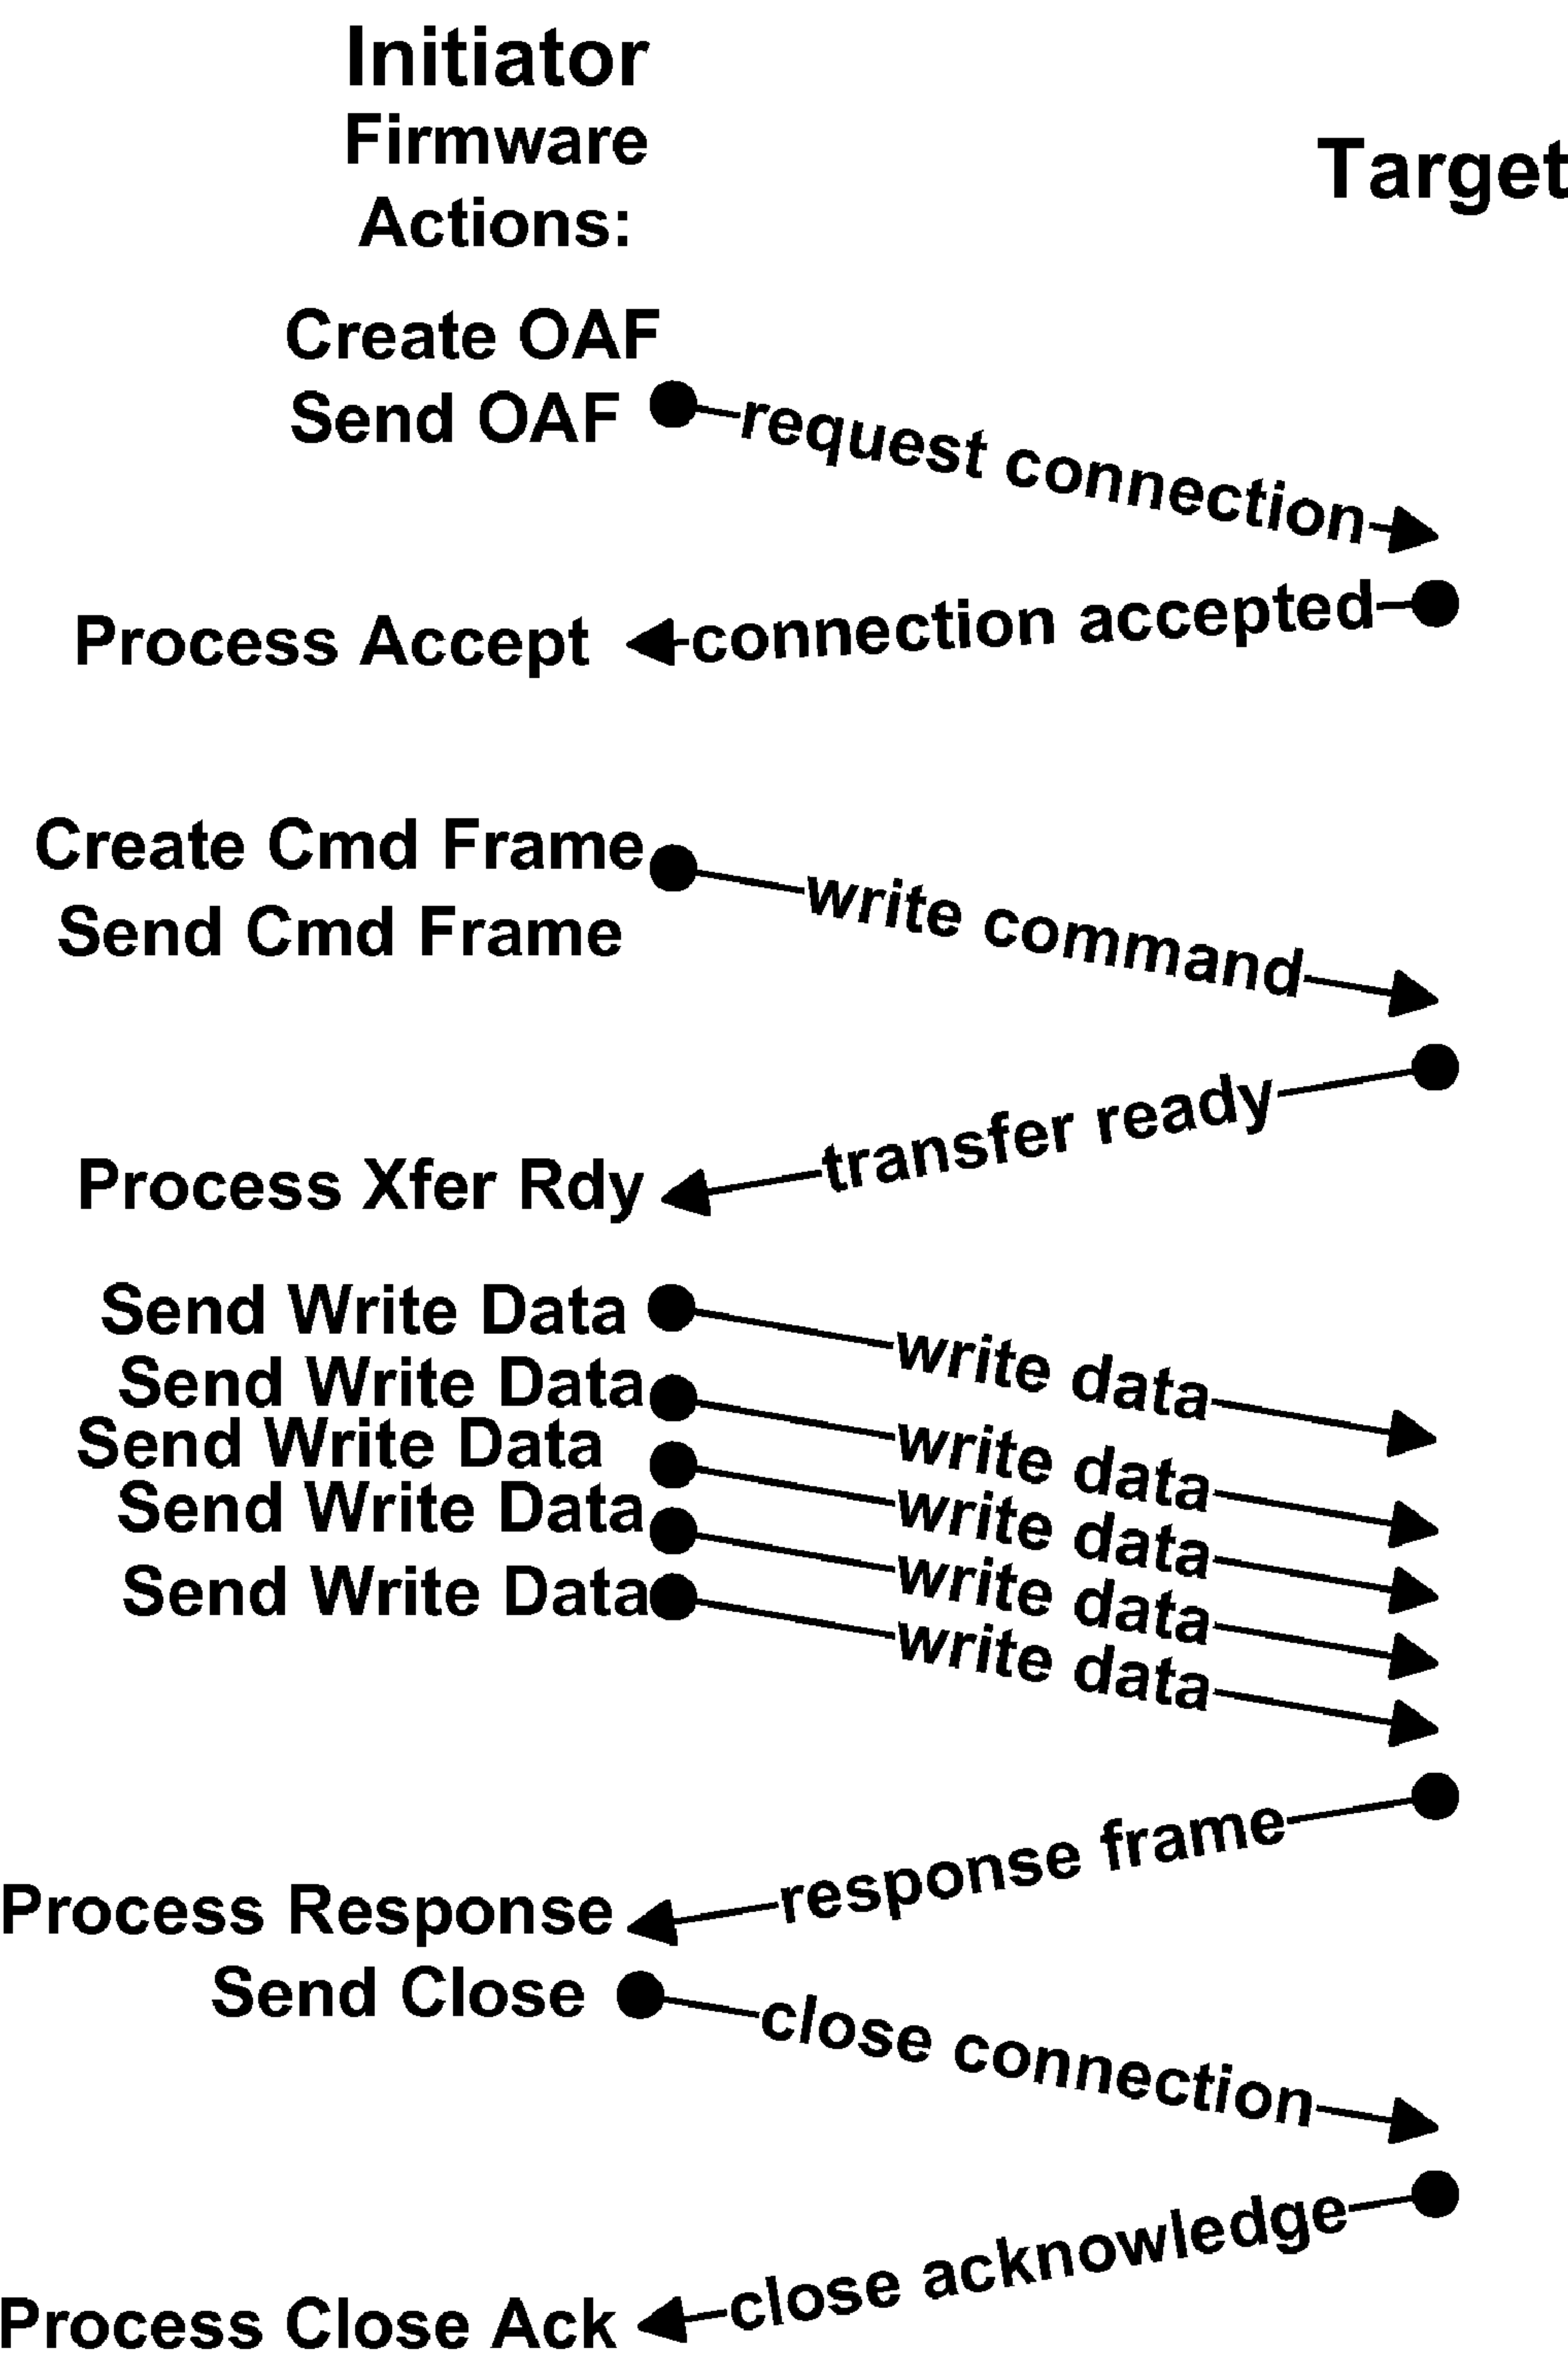 Initiator
Firmware
Actions:
Target
Create OAF
Send OAF
request connection
connection accepted
Process Accept
Create Cmd Frame
write command
Send Cmd Frame
transfer ready
Process Xfer Rdy
Send Write Data
write data
Send Write Data
write data
Send Write Data
write data
Send Write Data
write data
Send Write Data
write data
response frame
Process Response
Send Close
close connection
close acknowledge
Process Close Ack